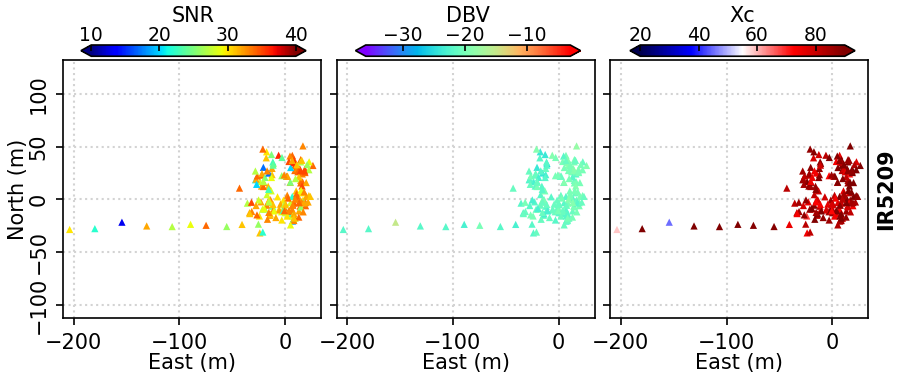 SNR DBV Xc
10 20 30 40 −30 −20 −10 20 40 60 80
100
50
0
−50
−100
North (m)
IR5209
−200 −100 0 −200 −100 0 −200 −100 0
East (m) East (m) East (m)